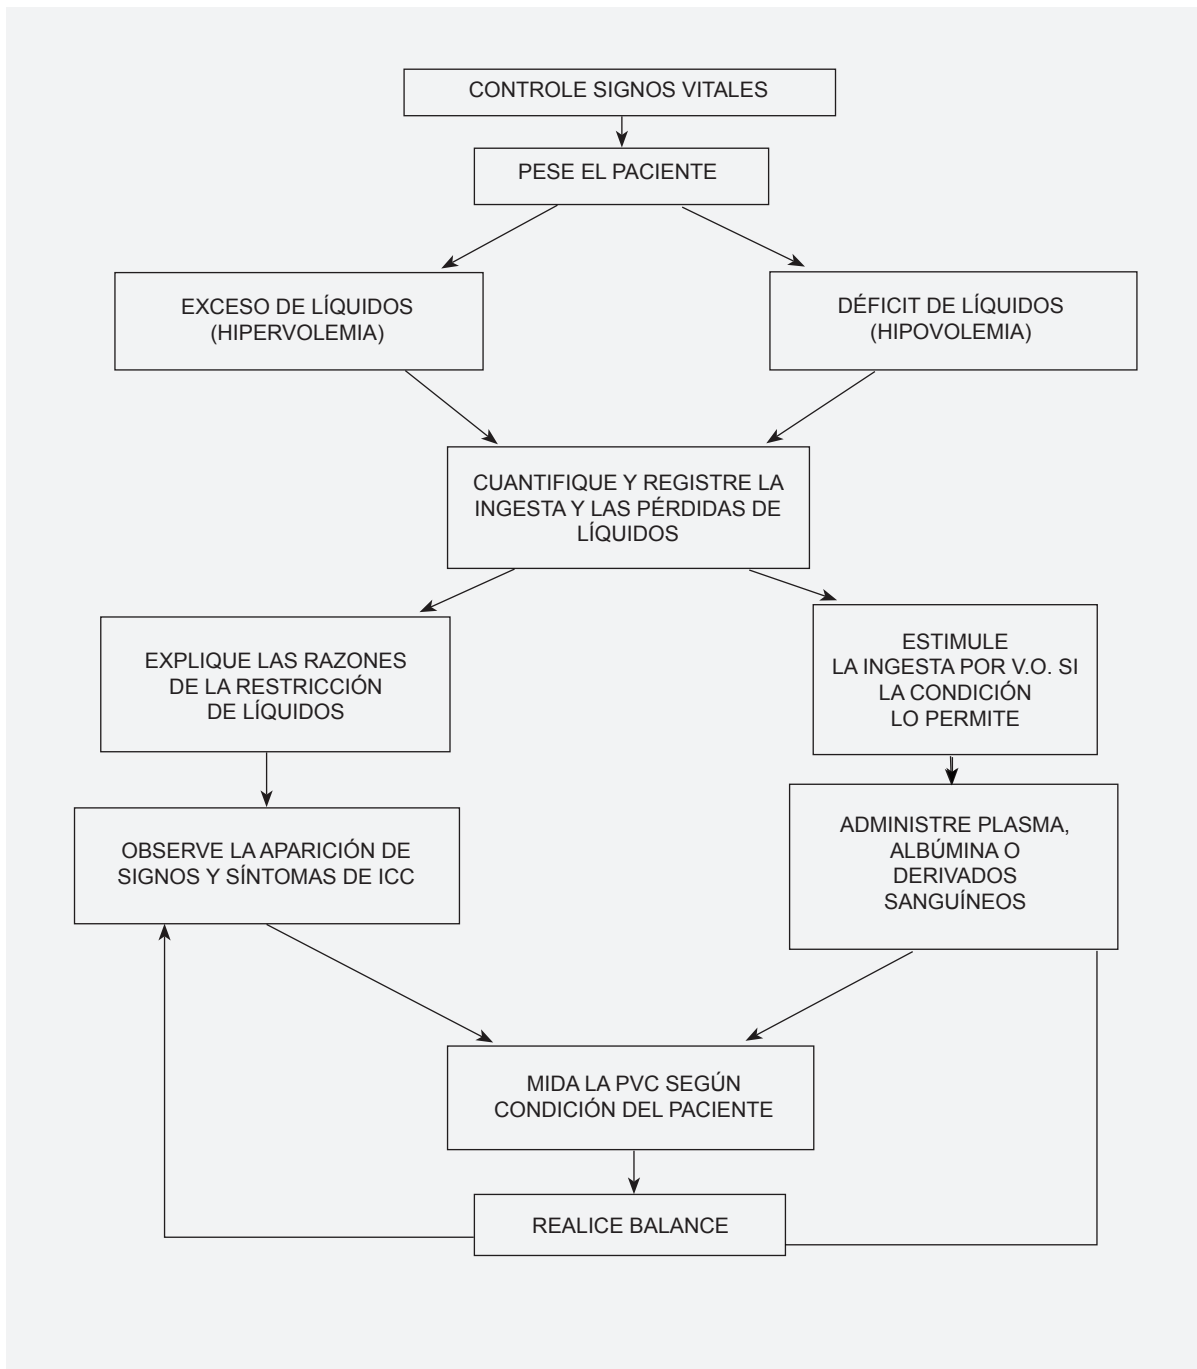 CONTROLE SIGNOS VITALES
PESE EL PACIENTE
EXCESO DE LÍQUIDOS
(HIPERVOLEMIA)
DÉFICIT DE LÍQUIDOS
(HIPOVOLEMIA)
CUANTIFIQUE Y REGISTRE LA
INGESTA Y LAS PÉRDIDAS DE
LÍQUIDOS
EXPLIQUE LAS RAZONES
DE LA RESTRICCIÓN
DE LÍQUIDOS
ESTIMULE
LA INGESTA POR V.O. SI
LA CONDICIÓN
LO PERMITE
OBSERVE LA APARICIÓN DE
SIGNOS Y SÍNTOMAS DE ICC
ADMINISTRE PLASMA,
ALBÚMINA O
DERIVADOS
SANGUÍNEOS
MIDA LA PVC SEGÚN
CONDICIÓN DEL PACIENTE
REALICE BALANCE